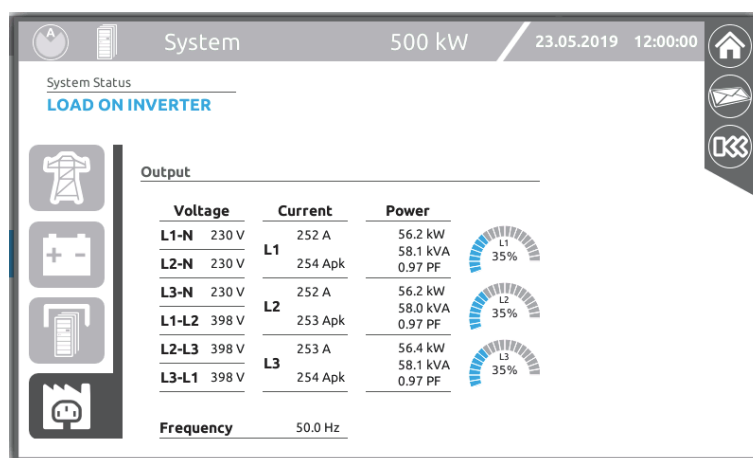 A
System
500 kW
23.05.2019 12:00:00
System Status
LOAD ON INVERTER
Output
Voltage Current Power
L1-N 230 V
L2-N 230 V
L3-N 230 V
L1-L2 398 V
L2-L3 398 V
L3-L1 398 V
L1
252 A
254 Apk
L2
252 A
253 Apk
L3
253 A
254 Apk
56.2 kW
58.1 kVA
0.97 PF
56.2 kW
58.0 kVA
0.97 PF
56.4 kW
58.1 kVA
0.97 PF
L1
35%
L2
35%
L3
35%
+ -
Frequency 50.0 Hz